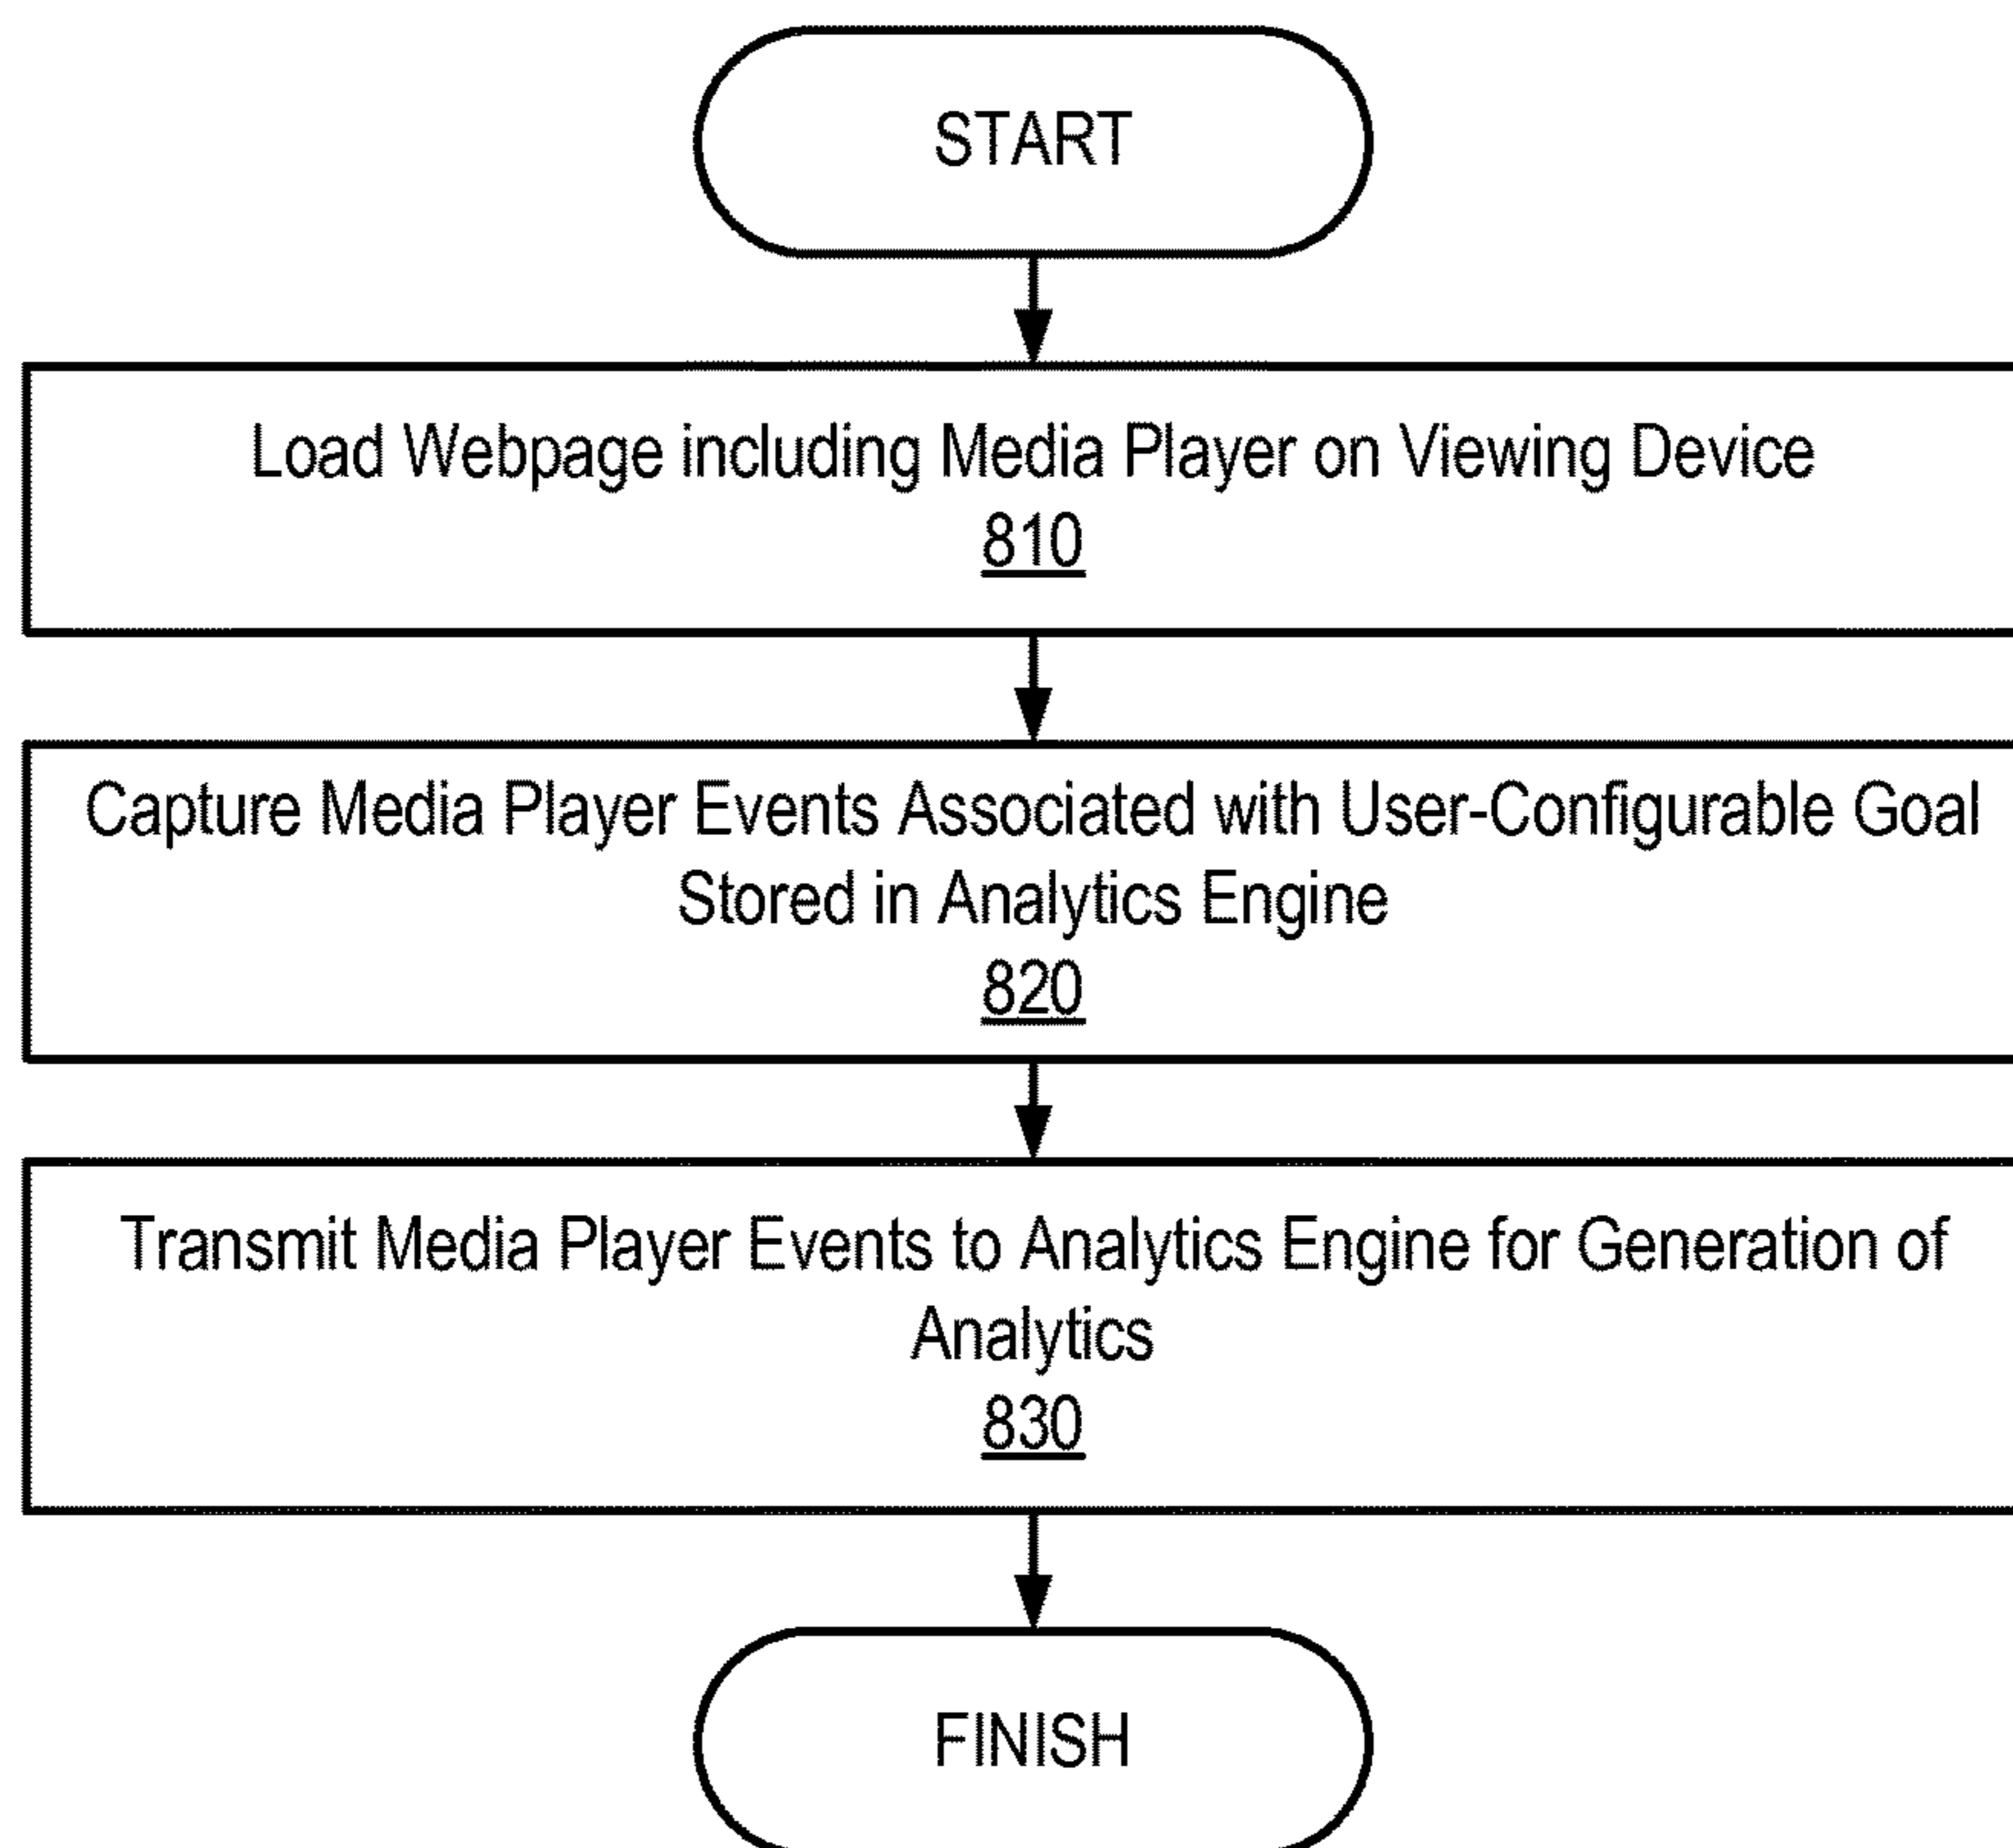 START
Load Webpage including Media Player on Viewing Device
810
Capture Media Player Events Associated with User-Configurable Goal
Stored in Analytics Engine
820
Transmit Media Player Events to Analytics Engine for Generation of
Analytics
830
FINISH